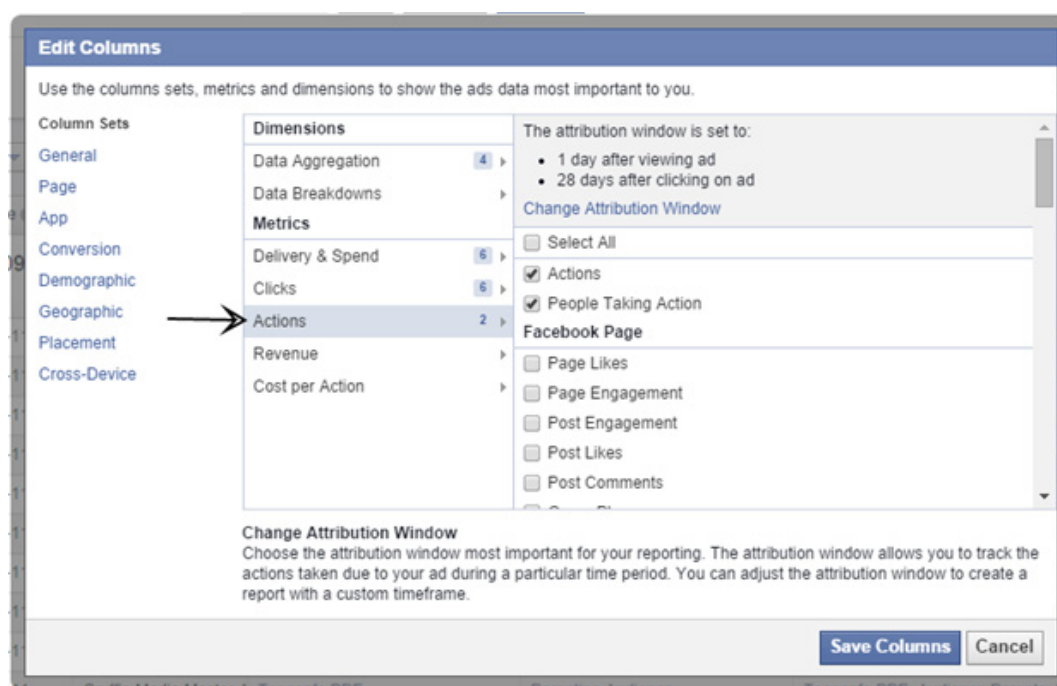 Edit Columns
Use the columns sets, metrics and dimensions to show the ads data most important to you.
Column Sets
General
Page
App
Conversion
Demographic
Geographic
Placement
Cross-Device
Dimensions
Data Aggregation 4
Data Breakdowns
Metrics
Delivery & Spend 6
Clicks 6
Actions 2
Revenue
Cost per Action
The attribution window is set to:
• 1 day after viewing ad
• 28 days after clicking on ad
Change Attribution Window
Select All
Actions
People Taking Action
Facebook Page
Page Likes
Page Engagement
Post Engagement
Post Likes
Post Comments
Change Attribution Window
Choose the attribution window most important for your reporting. The attribution window allows you to track the
actions taken due to your ad during a particular time period. You can adjust the attribution window to create a
report with a custom timeframe.
Save Columns
Cancel